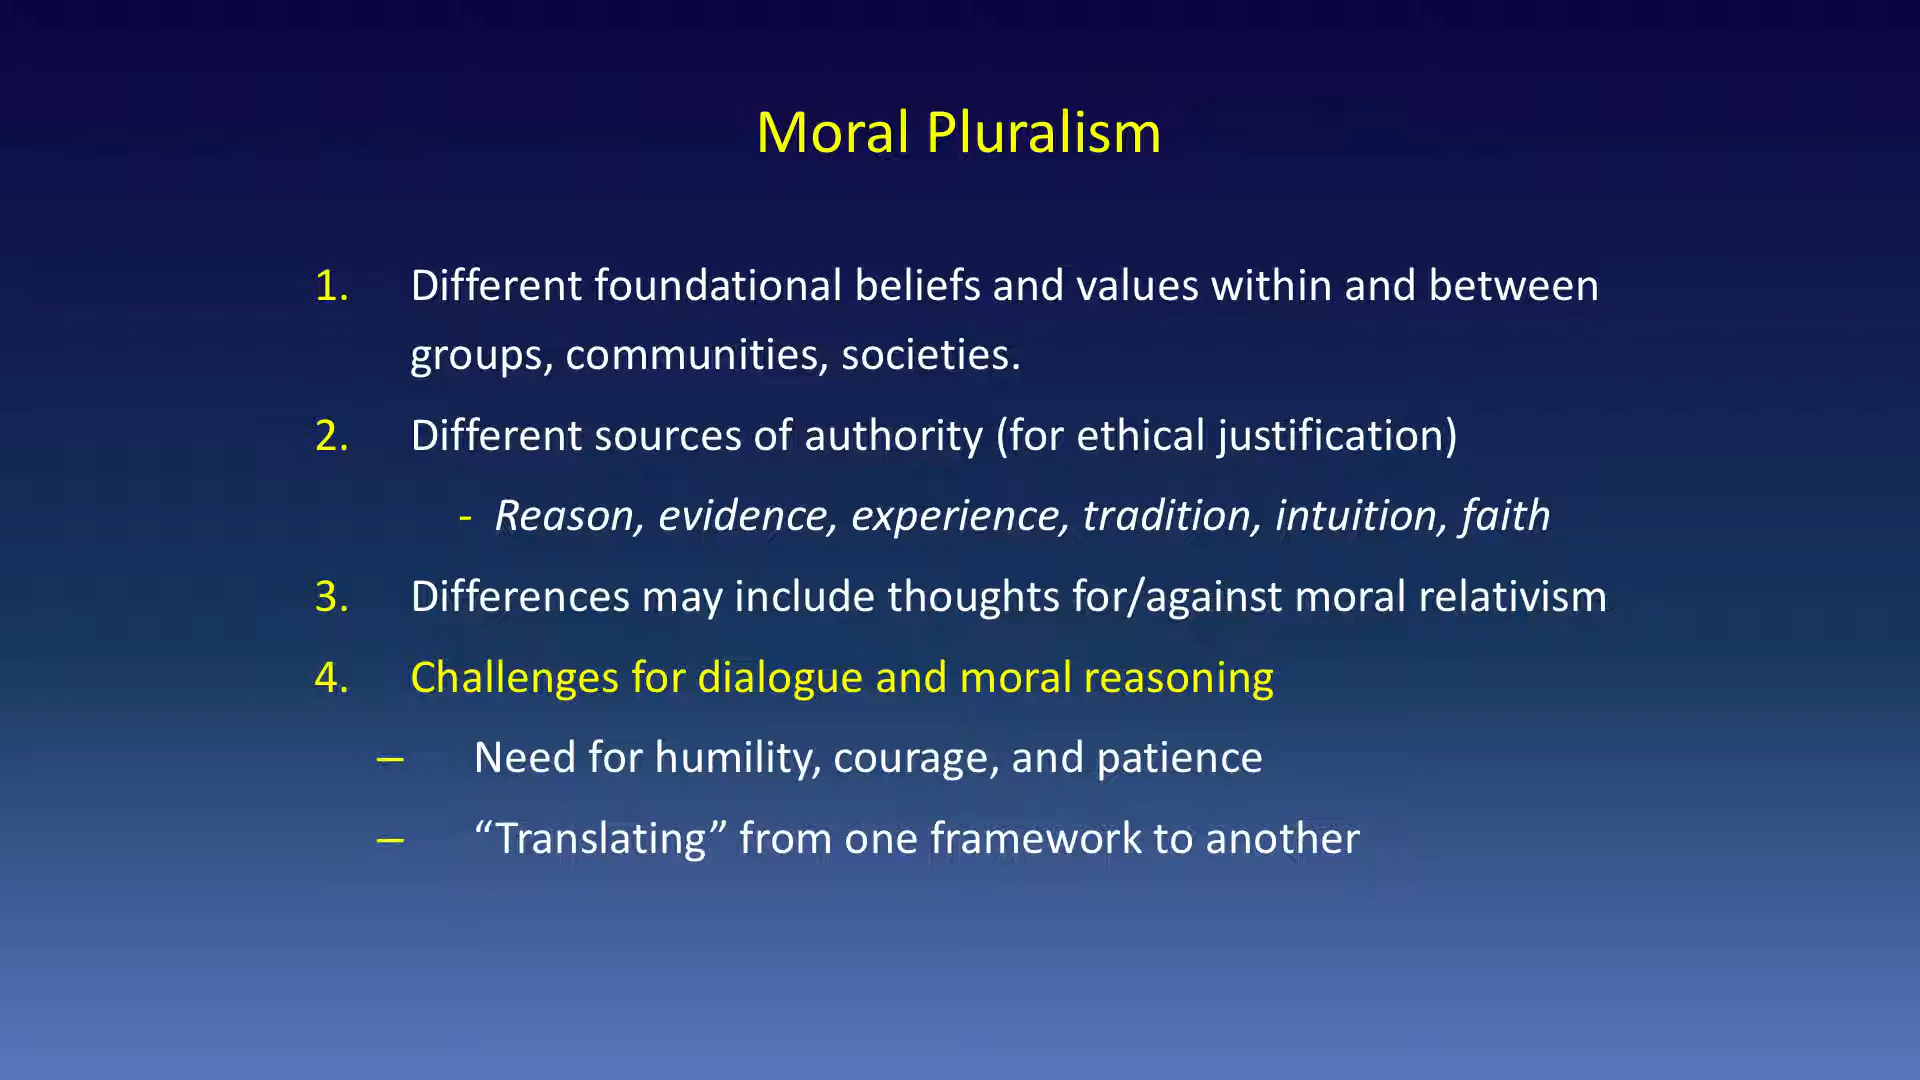 Moral Pluralism
1. Different foundational beliefs and values within and between
groups, communities, societies.
2. Different sources of authority (for ethical justification)
- Reason, evidence, experience, tradition, intuition, faith
3. Differences may include thoughts for/against moral relativism
4. Challenges for dialogue and moral reasoning
– Need for humility, courage, and patience
– “Translating” from one framework to another